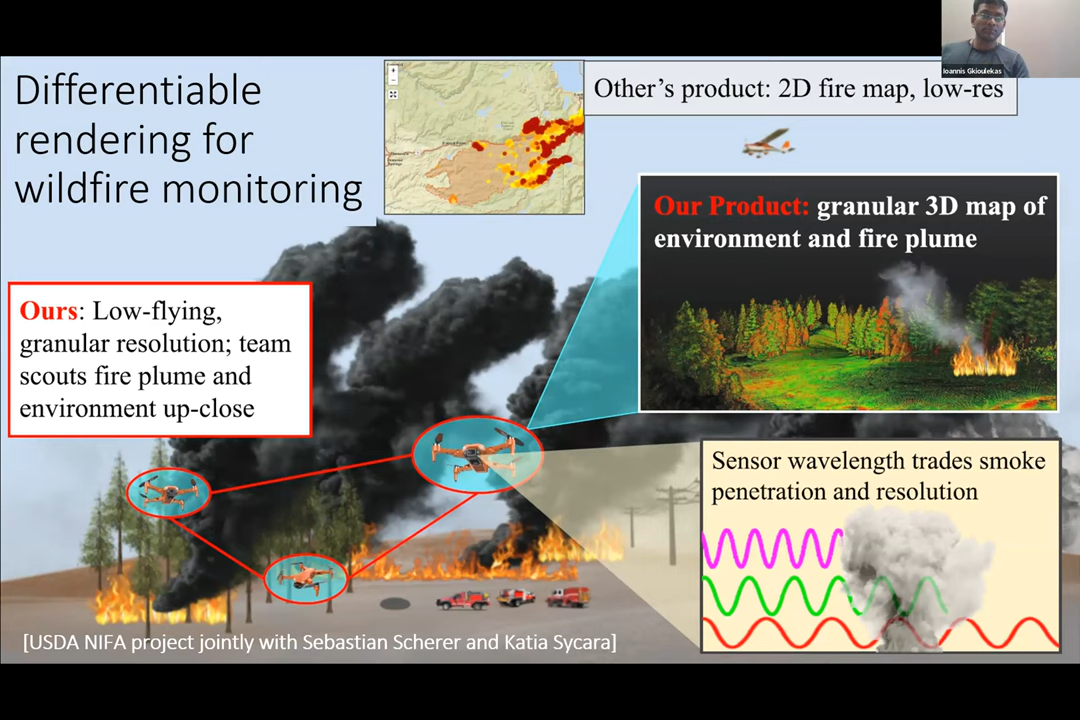 Ioannis Gkioulekas
Differentiable
rendering for
wildfire monitoring
Other's product: 2D fire map, low-res
Our Product: granular 3D map of
environment and fire plume
Ours: Low-flying,
granular resolution; team
scouts fire plume and
environment up-close
Sensor wavelength trades smoke
penetration and resolution
[USDA NIFA project jointly with Sebastian Scherer and Katia Sycara]